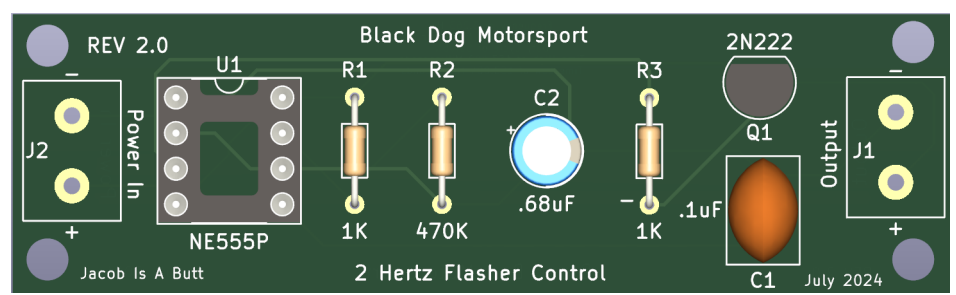 Black Dog Motorsport
REV 2.0
2N222
U1
R1
R2
R3
C2
J2
Power In
Q1
Output
J1
.68uF
.1uF
NE555P
1K
470K
1K
Jacob Is A Butt
2 Hertz Flasher Control
C1
July 2024
-
+
+
-
-
+